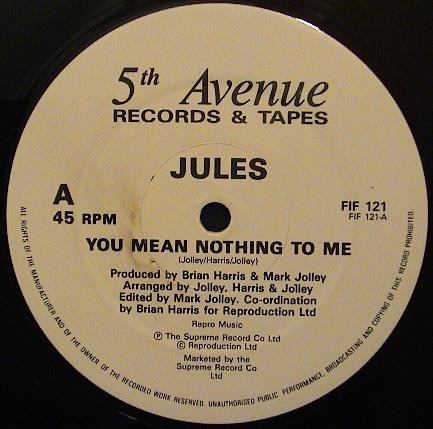 5th Avenue
RECORDS & TAPES
JULES
A
45 RPM
FIF 121
FIF 121-A
YOU MEAN NOTHING TO ME
(Jolley/Harris/Jolley)
Produced by Brian Harris & Mark Jolley
Arranged by Jolley, Harris & Jolley
Edited by Mark Jolley. Co-ordination
by Brian Harris for Reproduction Ltd
Repro Music
℗ The Supreme Record Co Ltd
© Reproduction Ltd
Marketed by the
Supreme Record Co
Ltd
ALL RIGHTS OF THE MANUFACTURER AND OF THE OWNER OF THE RECORDED WORK RESERVED. UNAUTHORISED PUBLIC PERFORMANCE, BROADCASTING AND COPYING OF THIS RECORD PROHIBITED.